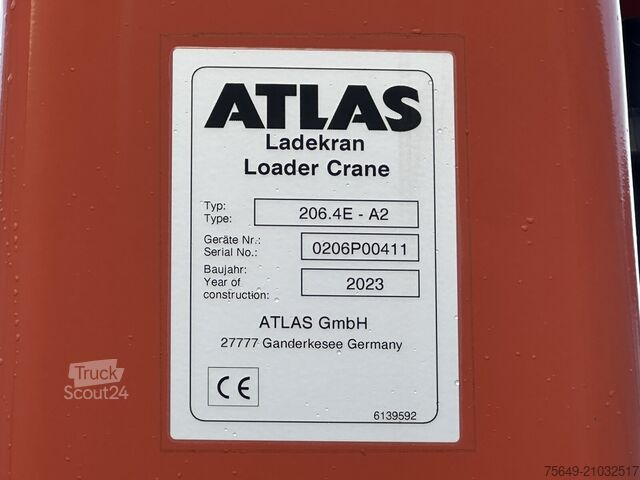 ATLAS
Ladekran
Loader Crane
Typ:
Type:
206.4E - A2
Geräte Nr.:
Serial No.:
0206P00411
Baujahr:
Year of
construction:
2023
ATLAS GmbH
27777 Ganderkesee Germany
CE
6139592
Truck
Scout24
75649-21032517